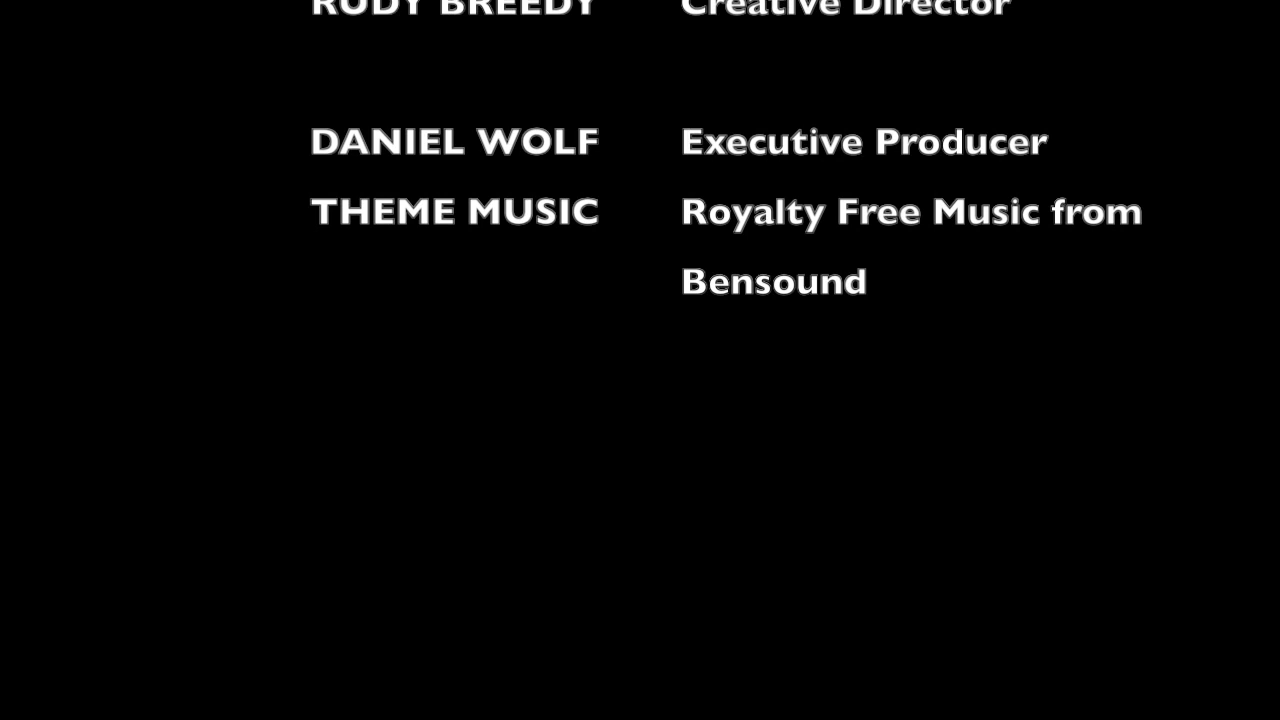 RUDY BREEDY Creative Director
DANIEL WOLF Executive Producer
THEME MUSIC Royalty Free Music from
Bensound